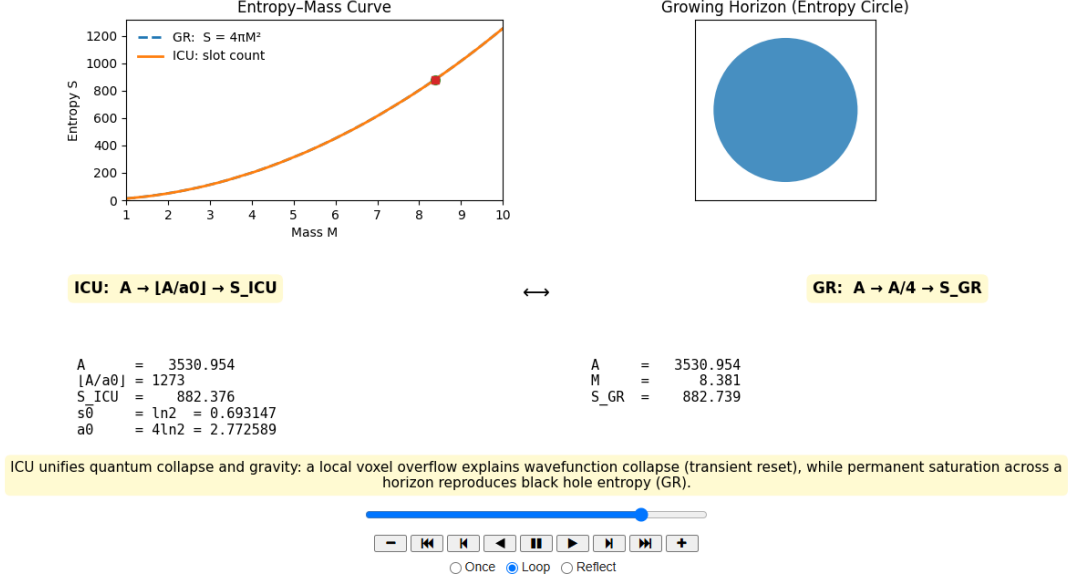 Entropy–Mass Curve
1200
1000
800
600
400
200
0
Entropy S
GR:  S = 4πM²
ICU: slot count
1 2 3 4 5 6 7 8 9 10
Mass M
Growing Horizon (Entropy Circle)
ICU:  A → ⌊A/a0⌋ → S_ICU
⟷
GR:  A → A/4 → S_GR
A      =   3530.954
⌊A/a0⌋ = 1273
S_ICU  =    882.376
s0     = ln2  = 0.693147
a0     = 4ln2 = 2.772589
A     =   3530.954
M     =      8.381
S_GR  =    882.739
ICU unifies quantum collapse and gravity: a local voxel overflow explains wavefunction collapse (transient reset), while permanent saturation across a
horizon reproduces black hole entropy (GR).
Once Loop Reflect